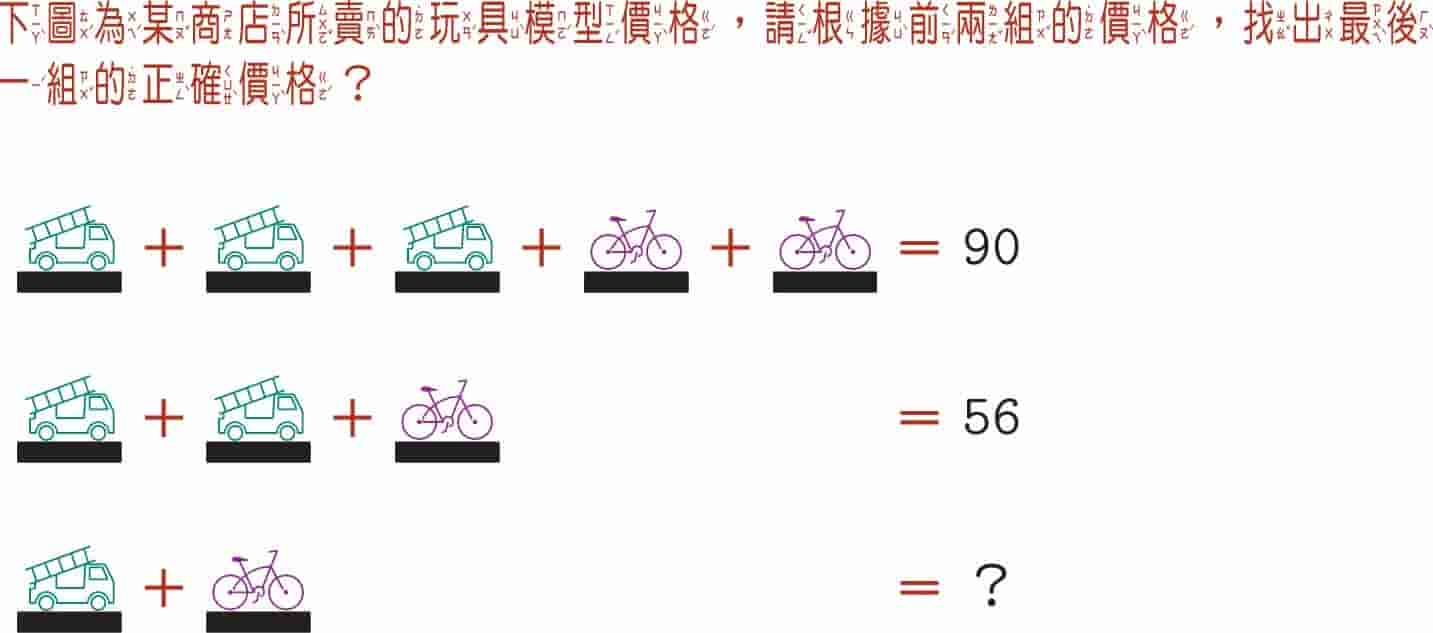 下圖為某商店所賣的玩具模型價格，請根據前兩組的價格，找出最後
一組的正確價格？
+ + + + = 90
+ + = 56
+ = ?